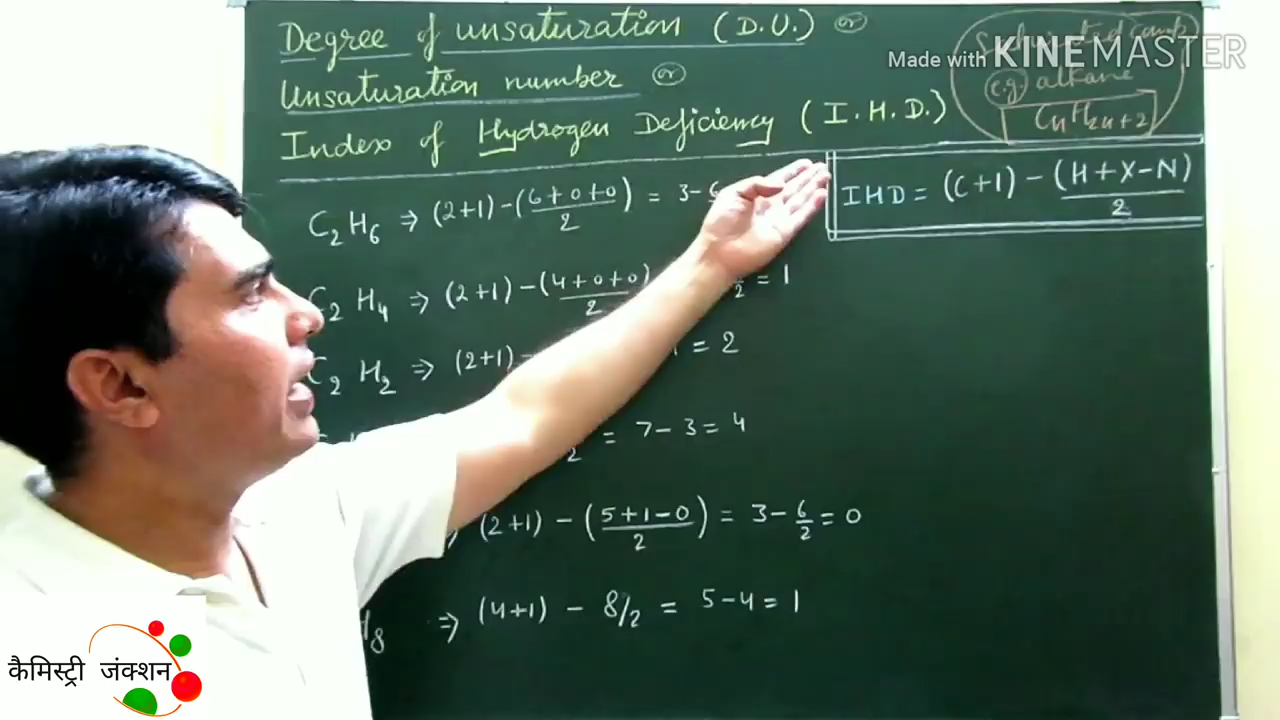 Degree of unsaturation (D.U.) or
Unsaturation number or
Index of Hydrogen Deficiency (I.H.D.)
Made with KINEMASTER
e.g. alkane
CnH2n+2
IHD = (C+1) - (H+X-N)/2
C2H6 → (2+1) - (6+0+0)/2 = 3 - 6
C2H4 ⇒ (2+1) - (4+0+0)/2 = 1
C2H2 ⇒ (2+1) - = 2
2 = 7 - 3 = 4
(2+1) - (5+1-0)/2 = 3 - 6/2 = 0
H8 ⇒ (4+1) - 8/2 = 5 - 4 = 1
कैमिस्ट्री जंक्शन